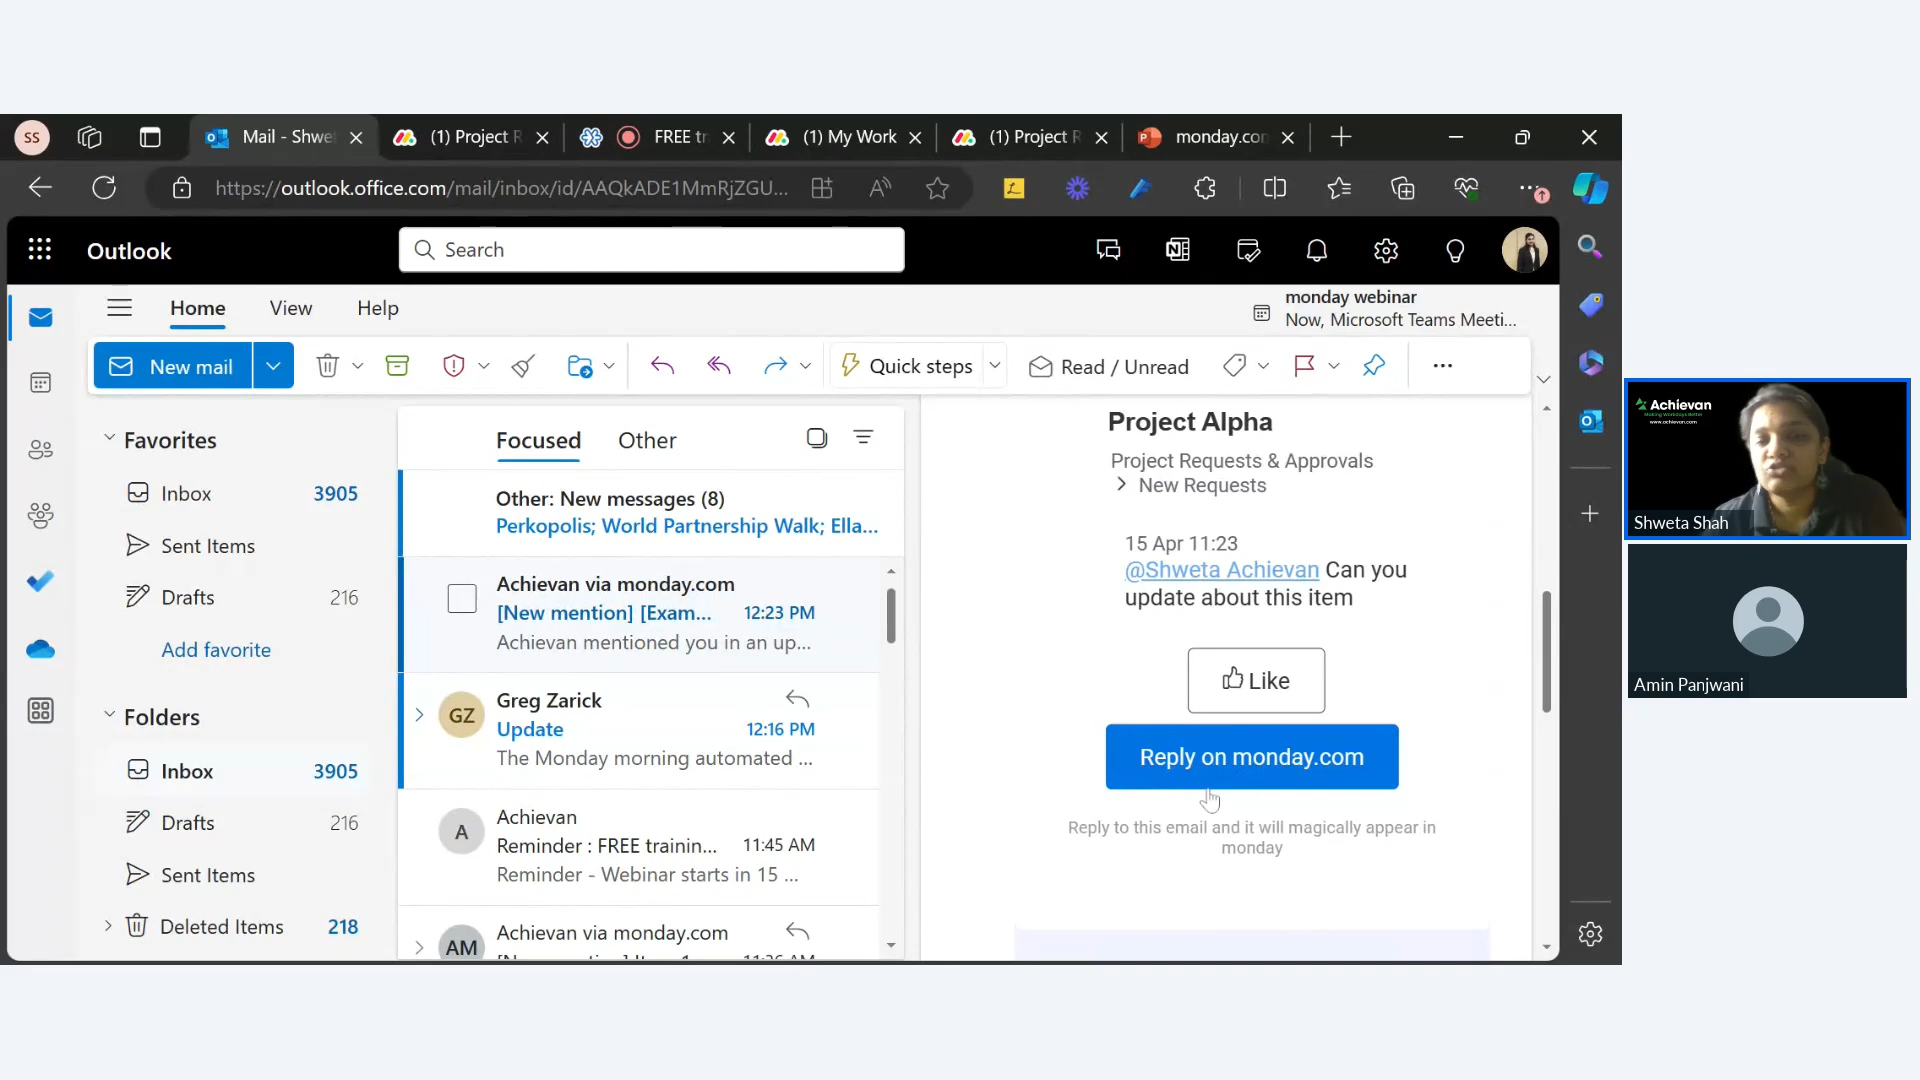 SS
Mail - Shwe
(1) Project R
FREE tr
(1) My Work
(1) Project R
monday.co
https://outlook.office.com/mail/inbox/id/AAQkADE1MmRjZGU...
Outlook
Search
Home
View
Help
monday webinar
Now, Microsoft Teams Meeti...
New mail
Quick steps
Read / Unread
Favorites
Inbox 3905
Sent Items
Drafts 216
Add favorite
Folders
Inbox 3905
Drafts 216
Sent Items
Deleted Items 218
Focused
Other
Other: New messages (8)
Perkopolis; World Partnership Walk; Ella...
Achievan via monday.com
[New mention] [Exam... 12:23 PM
Achievan mentioned you in an up...
GZ
Greg Zarick
Update 12:16 PM
The Monday morning automated ...
A
Achievan
Reminder : FREE trainin... 11:45 AM
Reminder - Webinar starts in 15 ...
AM
Achievan via monday.com
Project Alpha
Project Requests & Approvals
> New Requests
15 Apr 11:23
@Shweta Achievan Can you
update about this item
Like
Reply on monday.com
Reply to this email and it will magically appear in
monday
Achievan
Making Workdays Better
www.achievan.com
Shweta Shah
Amin Panjwani